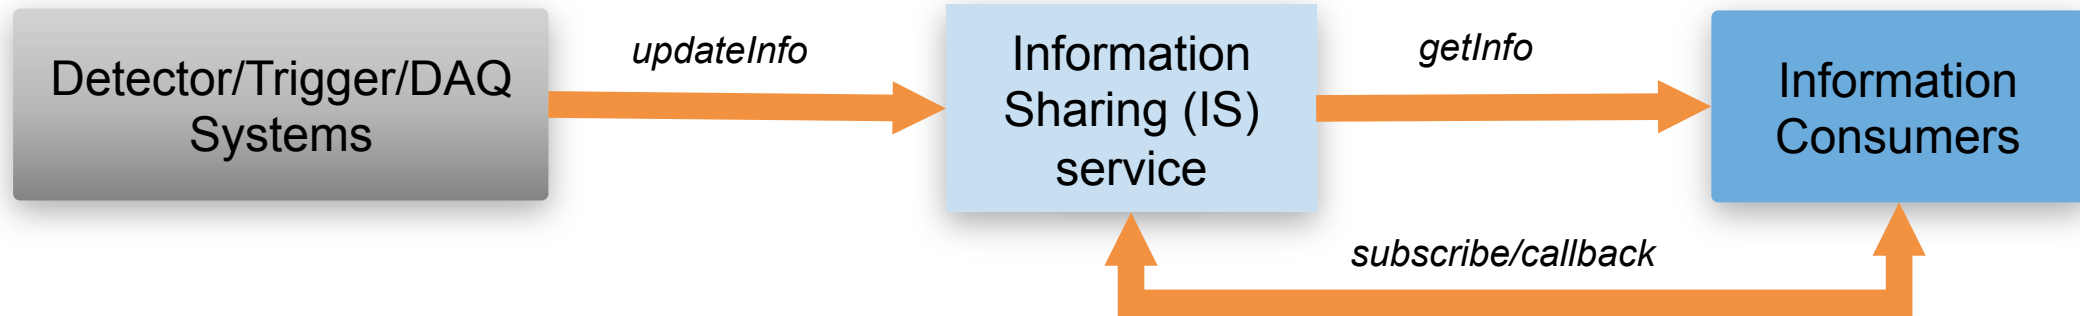 Detector/Trigger/DAQ
Systems
updateInfo
Information
Sharing (IS)
service
getInfo
Information
Consumers
subscribe/callback